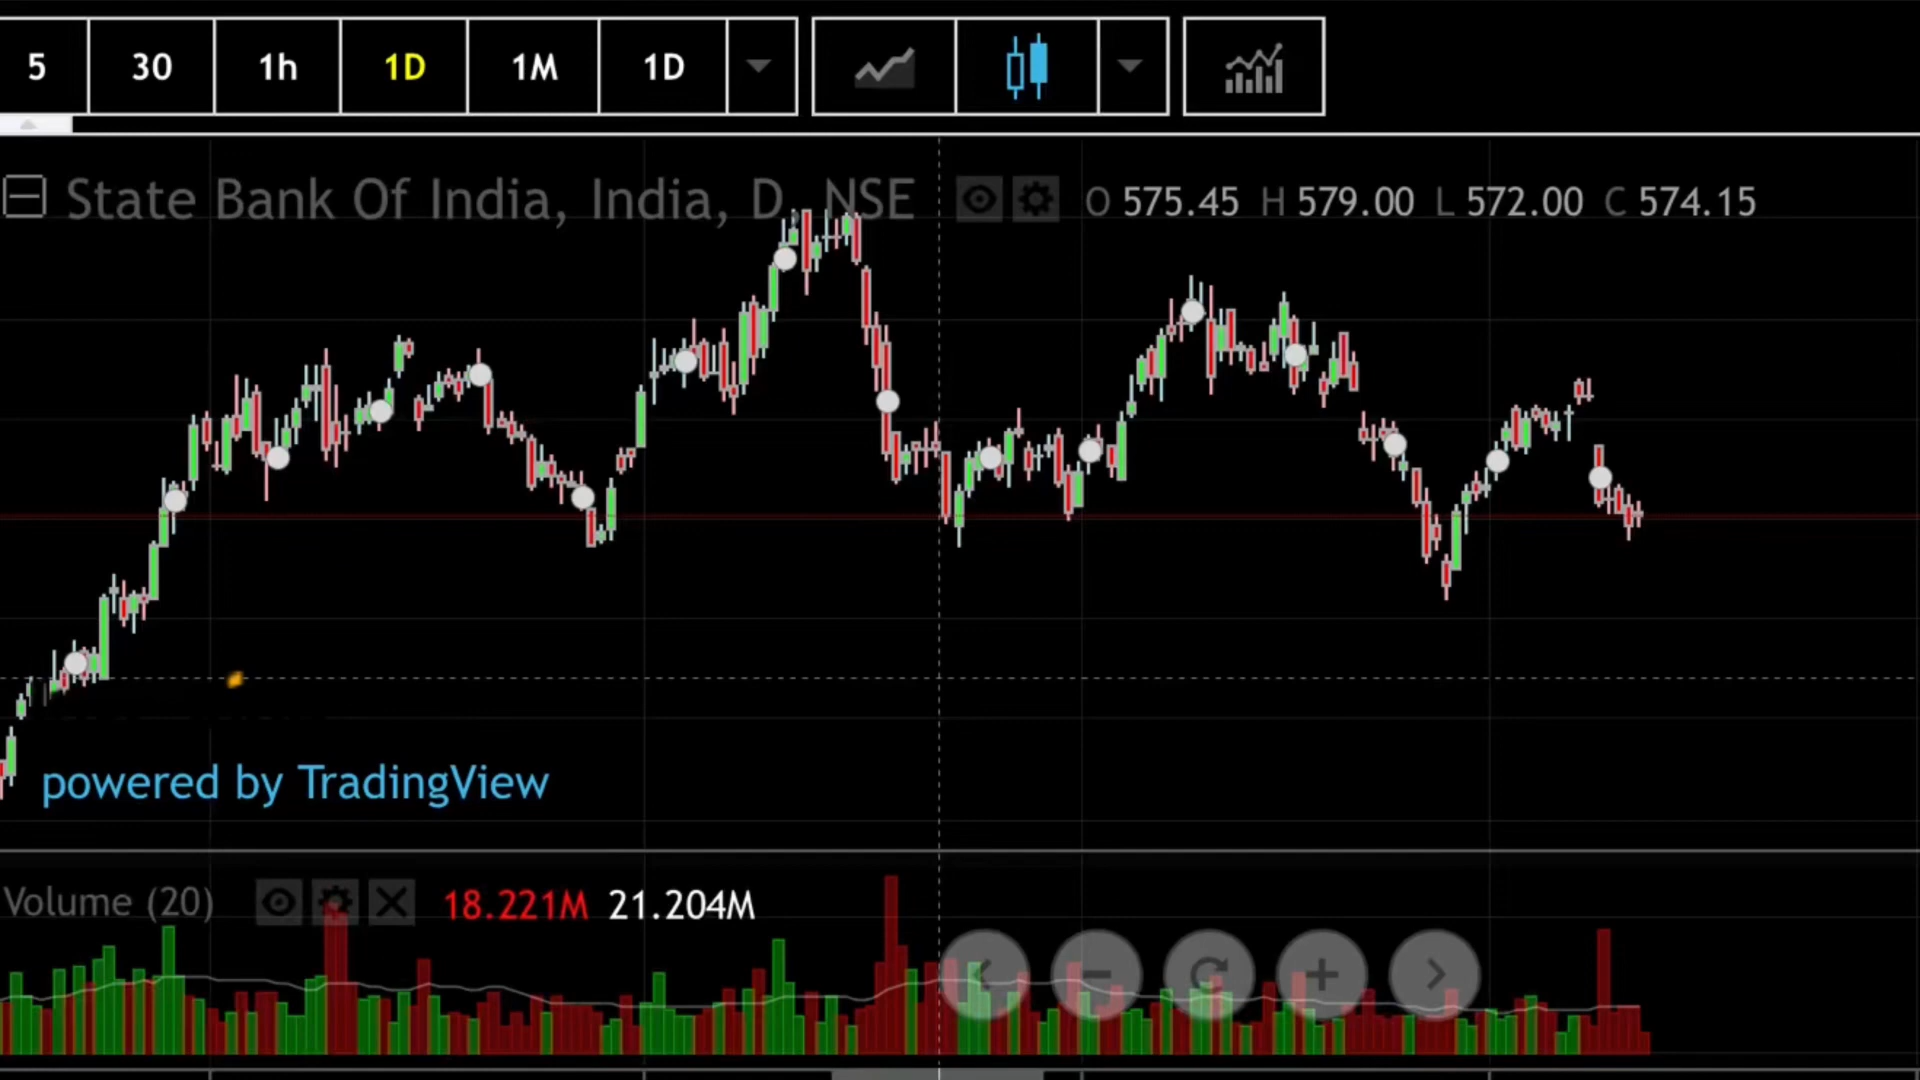 5 30 1h 1D 1M 1D
State Bank Of India, India, D, NSE O 575.45 H 579.00 L 572.00 C 574.15
powered by TradingView
Volume (20) 18.221M 21.204M